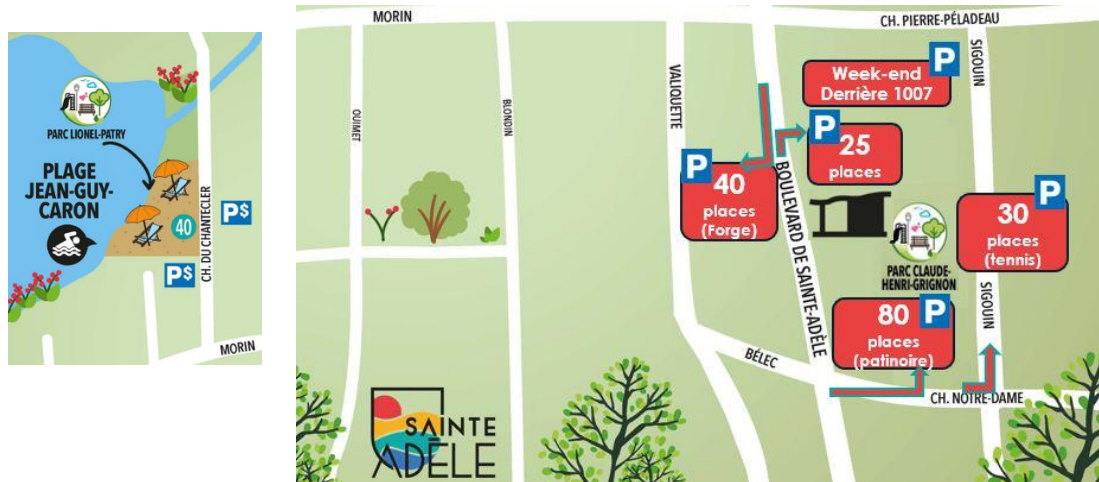 PARC LIONEL-PATRY
PLAGE
JEAN-GUY-
CARON
40
P$
P$
CH. DU CHANTECLER
MORIN
MORIN
CH. PIERRE-PÉLADEAU
OUIMET
BLONDIN
VALIQUETTE
SIGOUIN
P
Week-end
Derrière 1007
P
25
places
P
40
places
(Forge)
BOULEVARD DE SAINTE-ADÈLE
P
30
places
(tennis)
PARC CLAUDE-
HENRI-GRIGNON
SIGOUIN
P
80
places
(patinoire)
BÉLEC
CH. NOTRE-DAME
SAINTE
ADÈLE